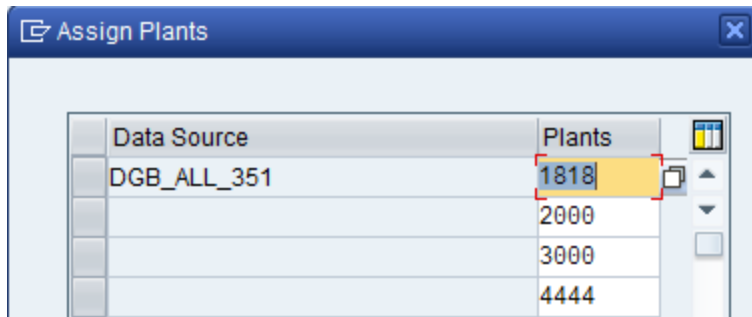 Assign Plants
Data Source Plants
DGB_ALL_351 1818
2000
3000
4444